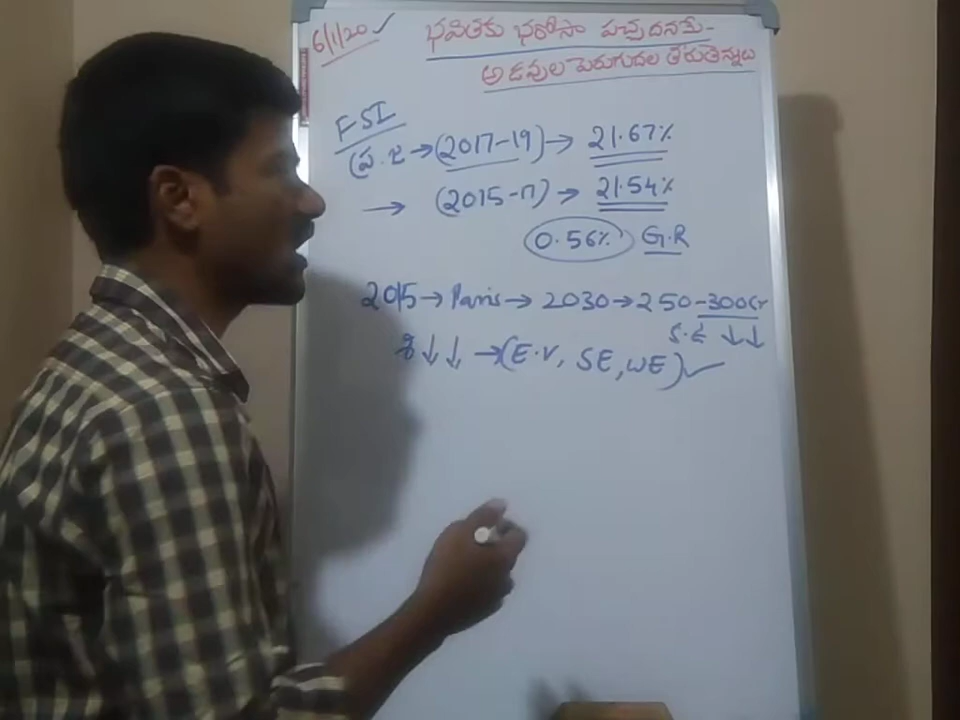 6/1/20 ✓ భవితకు భరోసా పచ్చదనమే-
అడవుల పెరుగుదల తీరుతెన్నులు
FSI
(ప్ర.జ → (2017-19) → 21.67%
→ (2015-17) → 21.54%
0.56% G.R
2015 → Paris → 2030 → 250-300Cr
↓↓
↓↓ → (E.V, SE, WE) ✓